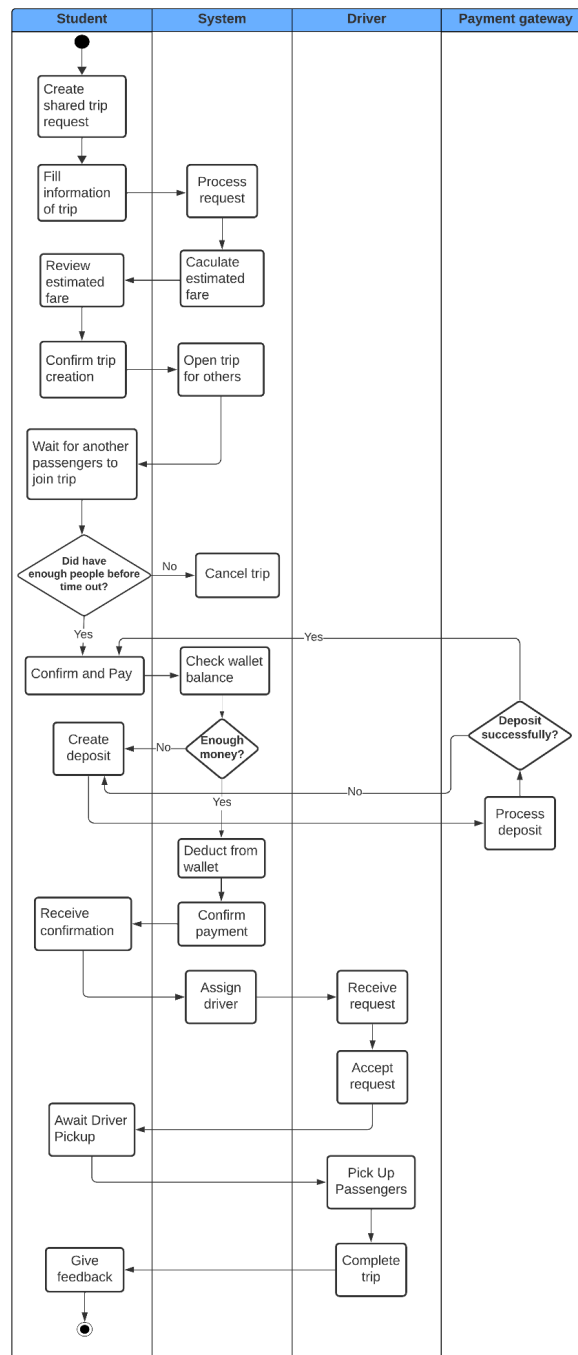 Student
System
Driver
Payment gateway
Create
shared trip
request
Fill
information
of trip
Process
request
Review
estimated
fare
Caculate
estimated
fare
Confirm trip
creation
Open trip
for others
Wait for another
passengers to
join trip
Did have
enough people before
time out?
No
Cancel trip
Yes
Yes
Confirm and Pay
Check wallet
balance
Create
deposit
No
Enough
money?
Deposit
successfully?
No
Yes
Process
deposit
Deduct from
wallet
Receive
confirmation
Confirm
payment
Assign
driver
Receive
request
Accept
request
Await Driver
Pickup
Pick Up
Passengers
Give
feedback
Complete
trip